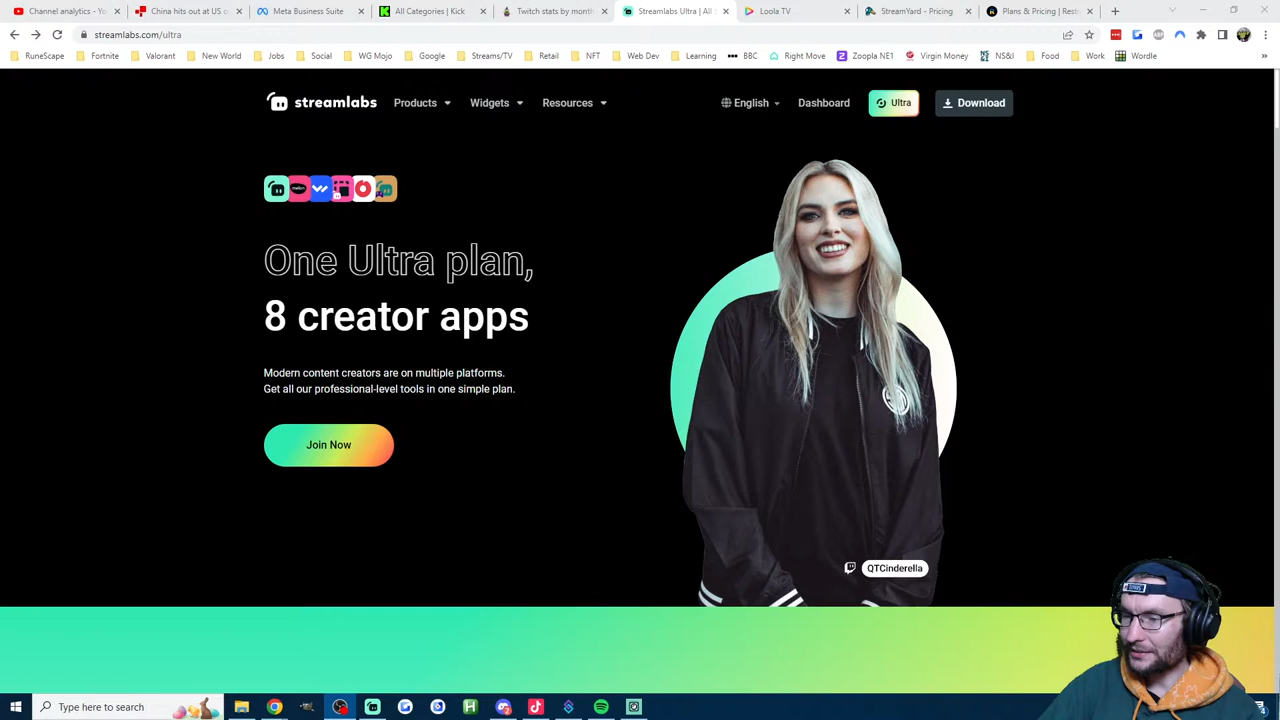 Channel analytics - Yo
China hits out at US o
Meta Business Suite
All Categories | Kick
Twitch stats by month
Streamlabs Ultra | All S
Loola TV
StreamYard - Pricing
Plans & Pricing | Rest
streamlabs.com/ultra
RuneScape
Fortnite
Valorant
New World
Jobs
Social
WG Mojo
Google
Streams/TV
Retail
NFT
Web Dev
Learning
BBC
Right Move
Zoopla NE1
Virgin Money
NS&I
Food
Work
Wordle
streamlabs
Products
Widgets
Resources
English
Dashboard
Ultra
Download
One Ultra plan,
8 creator apps
Modern content creators are on multiple platforms.
Get all our professional-level tools in one simple plan.
Join Now
QTCinderella
Type here to search